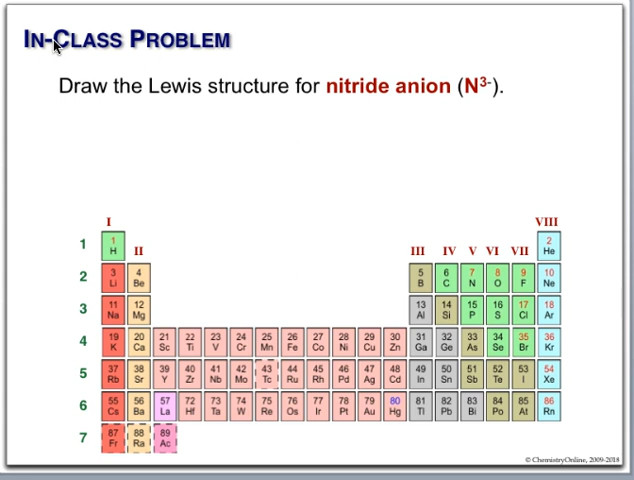 IN-CLASS PROBLEM
Draw the Lewis structure for nitride anion (N3-).
I VIII
1 1 2
H He
II III IV V VI VII
2 3 4 5 6 7 8 9 10
Li Be B C N O F Ne
3 11 12 13 14 15 16 17 18
Na Mg Al Si P S Cl Ar
4 19 20 21 22 23 24 25 26 27 28 29 30 31 32 33 34 35 36
K Ca Sc Ti V Cr Mn Fe Co Ni Cu Zn Ga Ge As Se Br Kr
5 37 38 39 40 41 42 43 44 45 46 47 48 49 50 51 52 53 54
Rb Sr Y Zr Nb Mo Tc Ru Rh Pd Ag Cd In Sn Sb Te I Xe
6 55 56 57 72 73 74 75 76 77 78 79 80 81 82 83 84 85 86
Cs Ba La Hf Ta W Re Os Ir Pt Au Hg Tl Pb Bi Po At Rn
7 87 88 89
Fr Ra Ac
© ChemistryOnline, 2009-2018